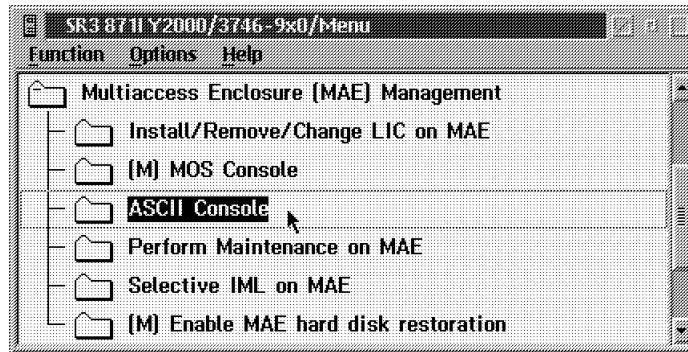 SR3 871I Y2000/3746-9x0/Menu
Function Options Help
Multiaccess Enclosure (MAE) Management
Install/Remove/Change LIC on MAE
(M) MOS Console
ASCII Console
Perform Maintenance on MAE
Selective IML on MAE
(M) Enable MAE hard disk restoration